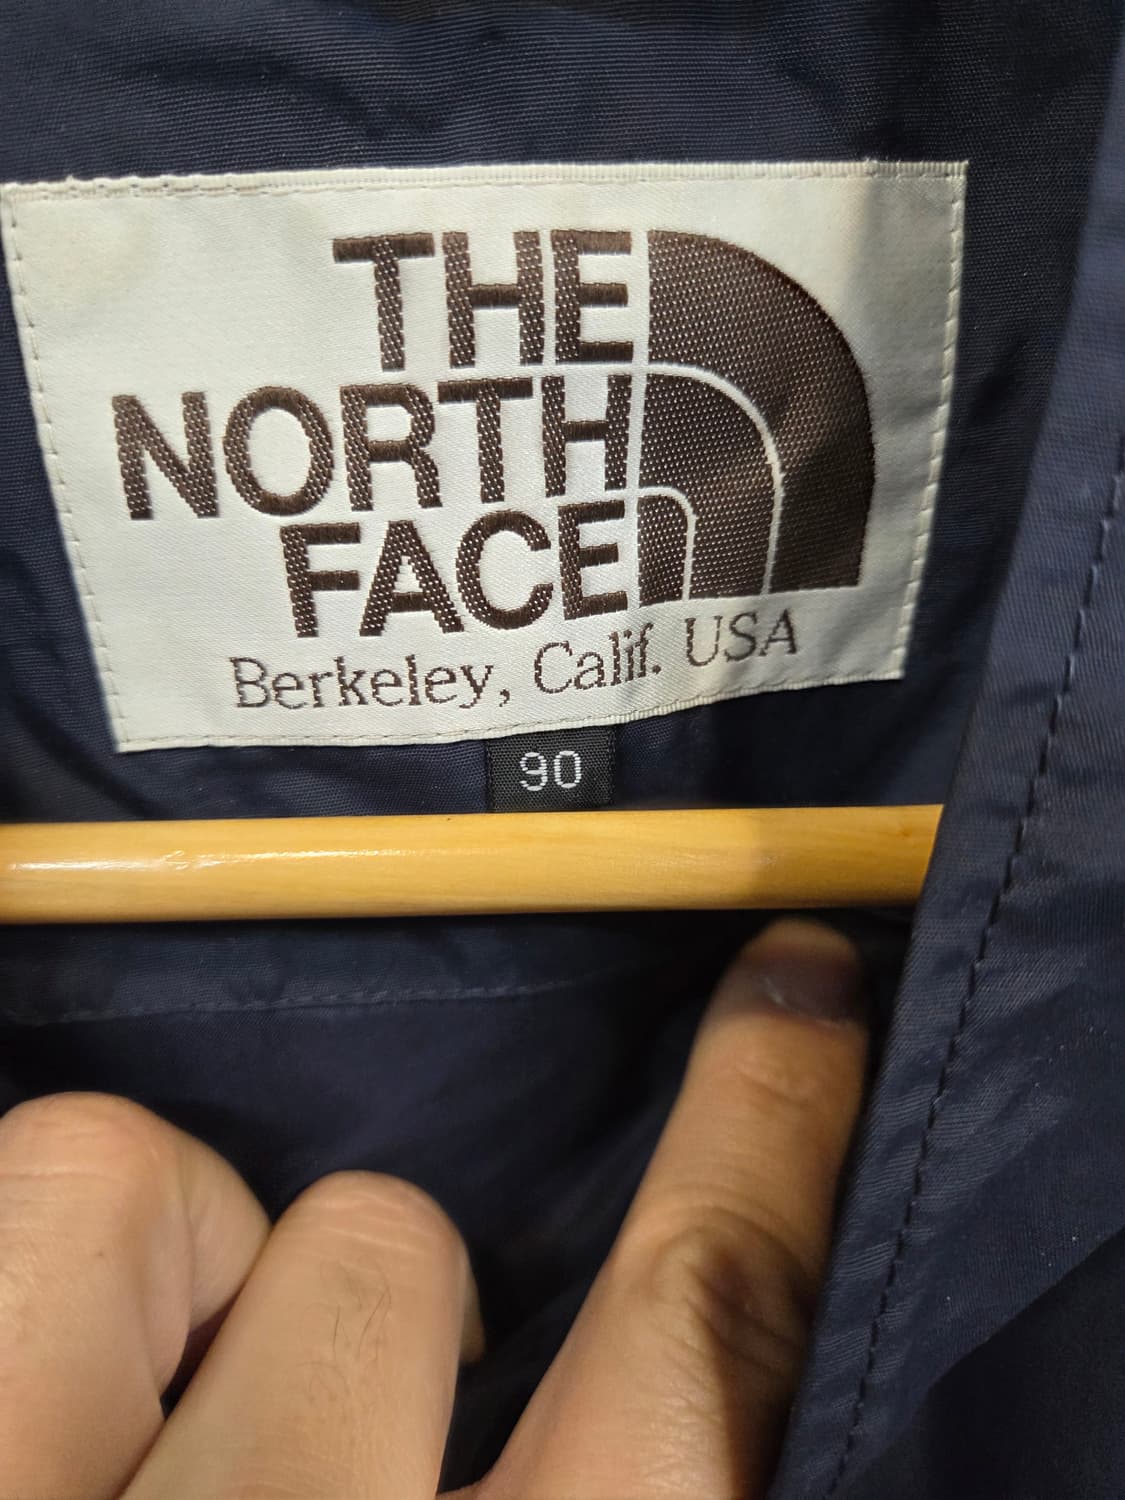 THE
NORTH
FACE
Berkeley, Calif. USA
90